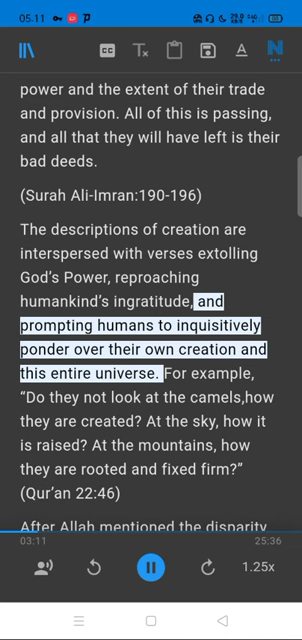 05.11
CC
power and the extent of their trade
and provision. All of this is passing,
and all that they will have left is their
bad deeds.
(Surah Ali-Imran:190-196)
The descriptions of creation are
interspersed with verses extolling
God’s Power, reproaching
humankind’s ingratitude, and
prompting humans to inquisitively
ponder over their own creation and
this entire universe. For example,
“Do they not look at the camels,how
they are created? At the sky, how it
is raised? At the mountains, how
they are rooted and fixed firm?”
(Qur’an 22:46)
After Allah mentioned the disparity
03:11
25:36
1.25x